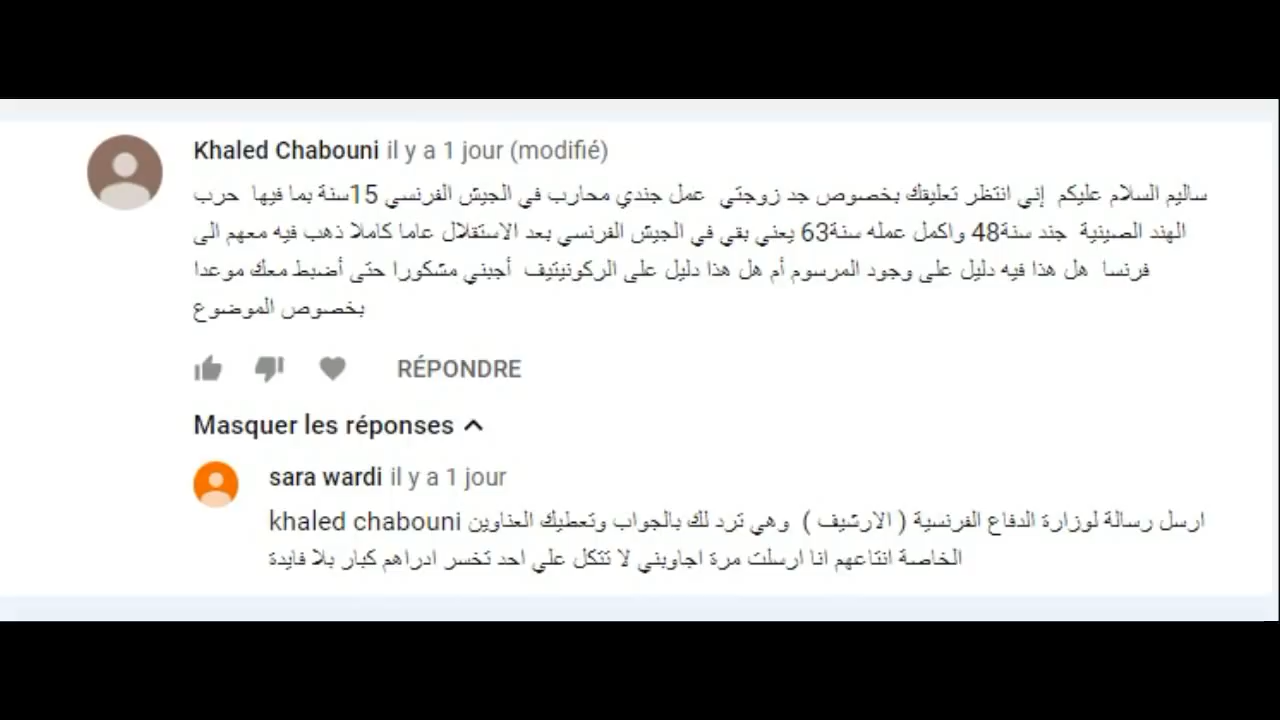 Khaled Chabouni il y a 1 jour (modifié)
ساليم السلام عليكم إني انتظر تعليقك بخصوص جد زوجتي عمل جندي محارب في الجيش الفرنسي 15سنة بما فيها حرب
الهند الصينية جند سنة48 واكمل عمله سنة63 يعني بقي في الجيش الفرنسي بعد الاستقلال عاما كاملا ذهب فيه معهم الى
فرنسا هل هذا فيه دليل على وجود المرسوم أم هل هذا دليل على الركونيتيف أجبني مشكورا حتى أضبط معك موعدا
بخصوص الموضوع
RÉPONDRE
Masquer les réponses
sara wardi il y a 1 jour
khaled chabouni ارسل رسالة لوزارة الدفاع الفرنسية ( الارشيف ) وهي ترد لك بالجواب وتعطيك العناوين
الخاصة انتاعهم انا ارسلت مرة اجاوبني لا تتكل علي احد تخسر ادراهم كبار بلا فايدة